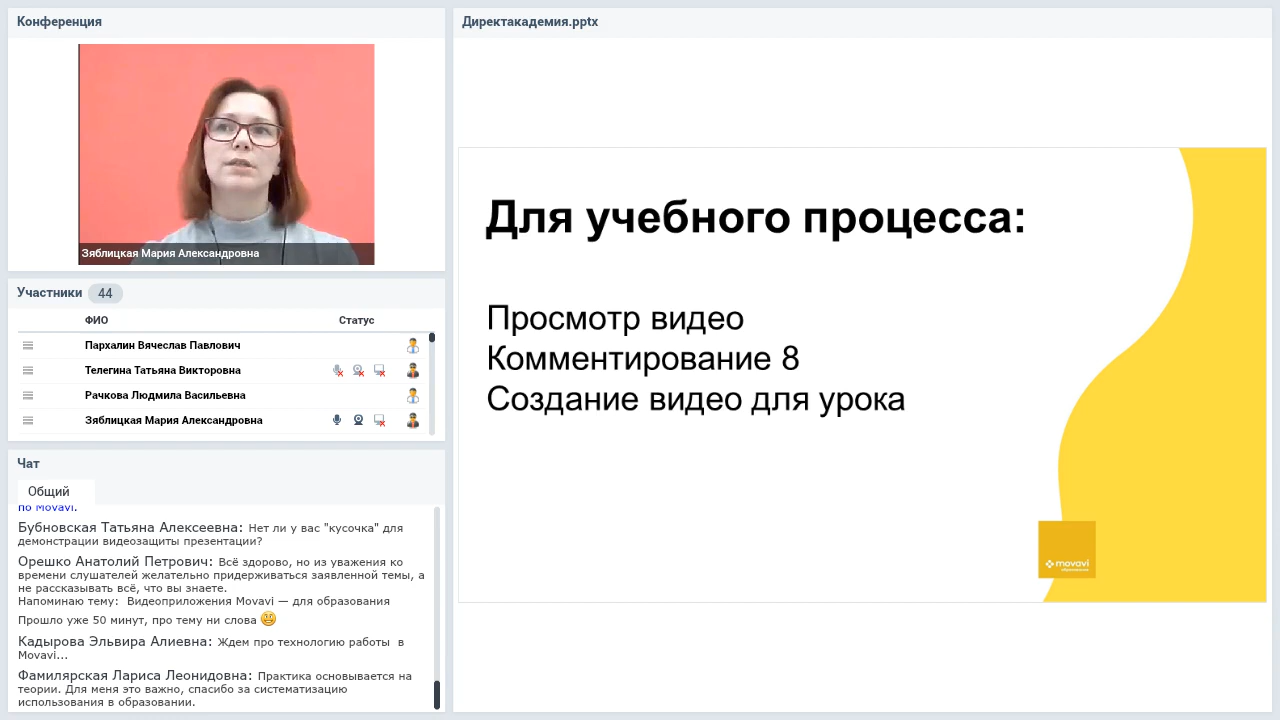 Конференция
Зяблицкая Мария Александровна
Участники 44
ФИО Статус
Пархалин Вячеслав Павлович
Телегина Татьяна Викторовна
Рачкова Людмила Васильевна
Зяблицкая Мария Александровна
Чат
Общий
по Movavi.
Бубновская Татьяна Алексеевна: Нет ли у вас "кусочка" для
демонстрации видеозащиты презентации?
Орешко Анатолий Петрович: Всё здорово, но из уважения ко
времени слушателей желательно придерживаться заявленной темы, а
не рассказывать всё, что вы знаете.
Напоминаю тему: Видеоприложения Movavi — для образования
Прошло уже 50 минут, про тему ни слова
Кадырова Эльвира Алиевна: Ждем про технологию работы в
Movavi...
Фамилярская Лариса Леонидовна: Практика основывается на
теории. Для меня это важно, спасибо за систематизацию
использования в образовании.
Директакадемия.pptx
Для учебного процесса:
Просмотр видео
Комментирование 8
Создание видео для урока
movavi